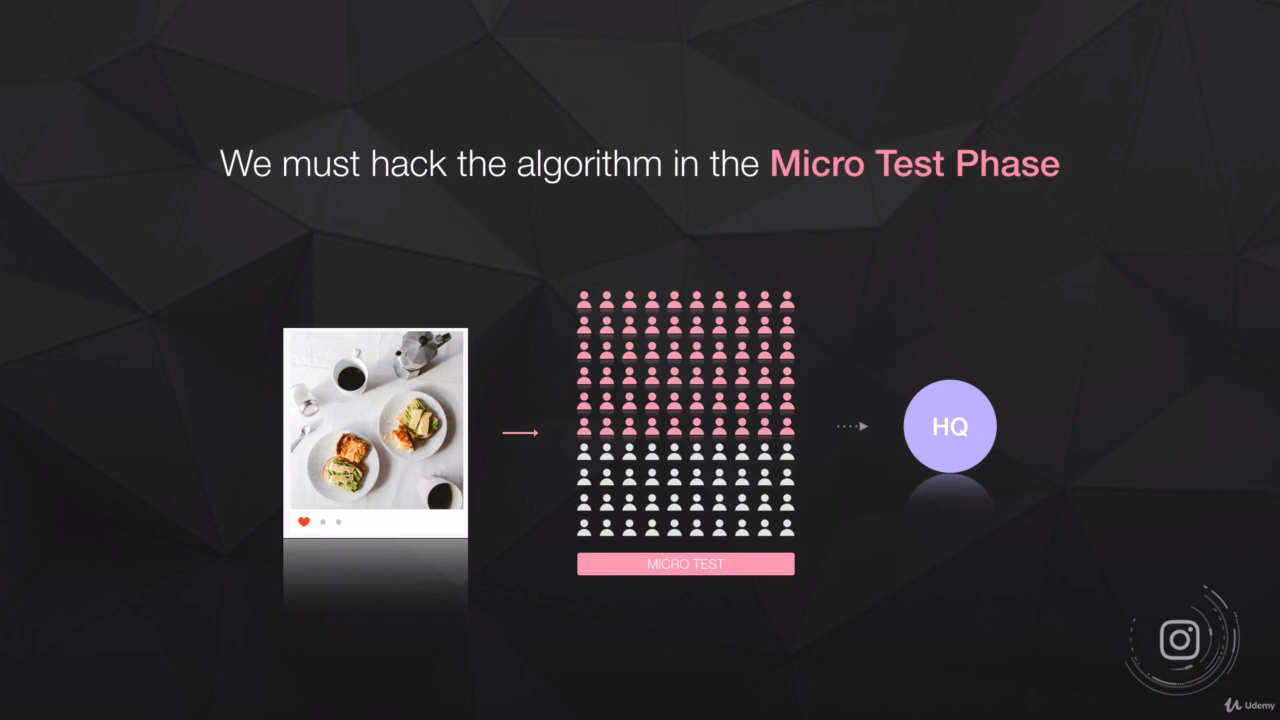 We must hack the algorithm in the Micro Test Phase
HQ
MICRO TEST
Udemy